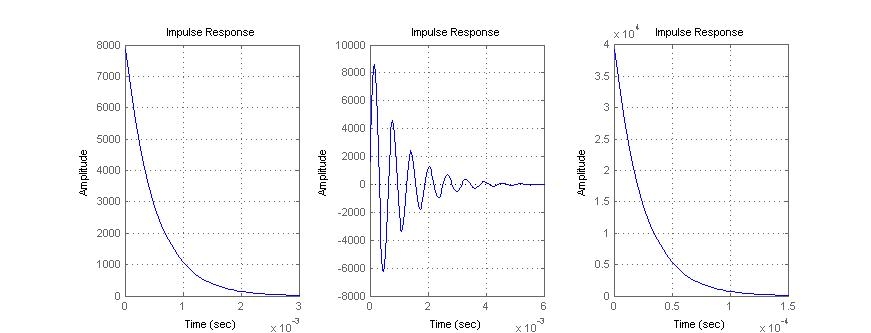 Impulse Response
8000
7000
6000
5000
4000
3000
2000
1000
0
Amplitude
0 1 2 3
Time (sec)
x 10^-3
Impulse Response
10000
8000
6000
4000
2000
0
-2000
-4000
-6000
-8000
Amplitude
0 2 4 6
Time (sec)
x 10^-3
x 10^4
Impulse Response
4
3.5
3
2.5
2
1.5
1
0.5
0
Amplitude
0 0.5 1 1.5
Time (sec)
x 10^-4